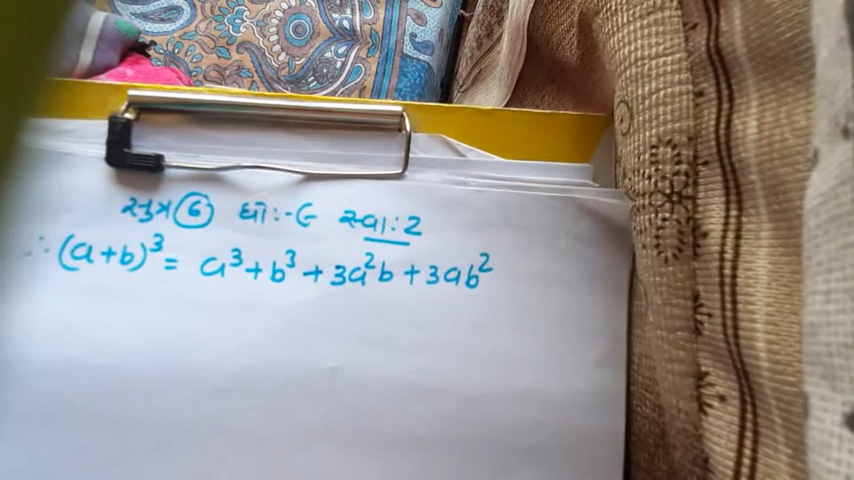 સૂત્ર 6 ધો:-૯ સ્વા:2
∴ (a+b)³ = a³+b³+3a²b+3ab²